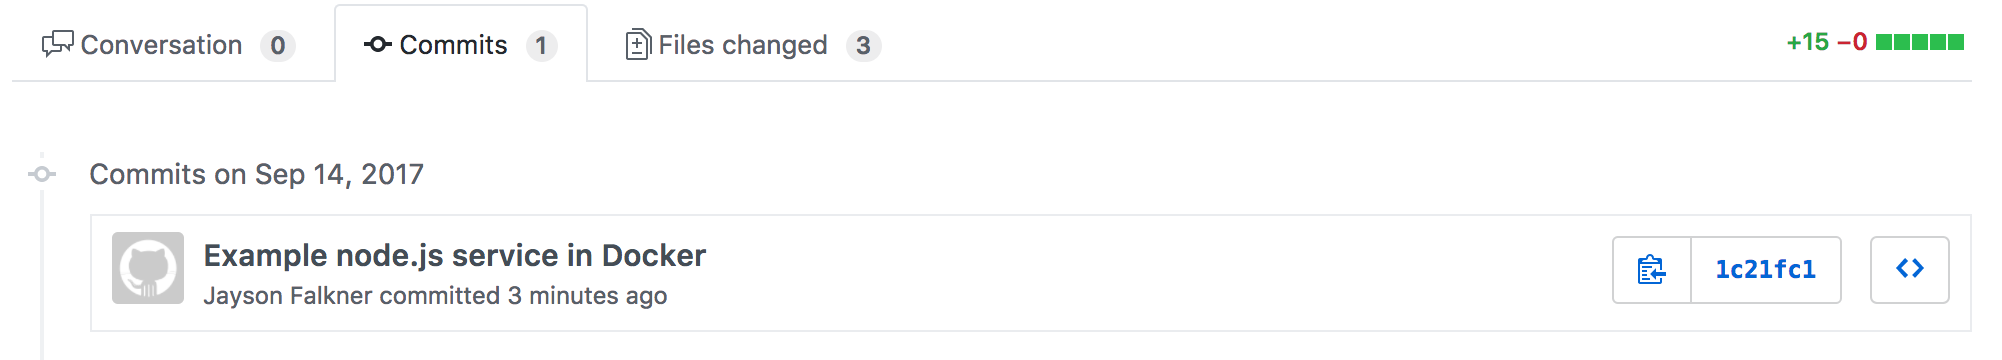 Conversation 0 Commits 1 Files changed 3 +15 −0
Commits on Sep 14, 2017
Example node.js service in Docker
Jayson Falkner committed 3 minutes ago
1c21fc1